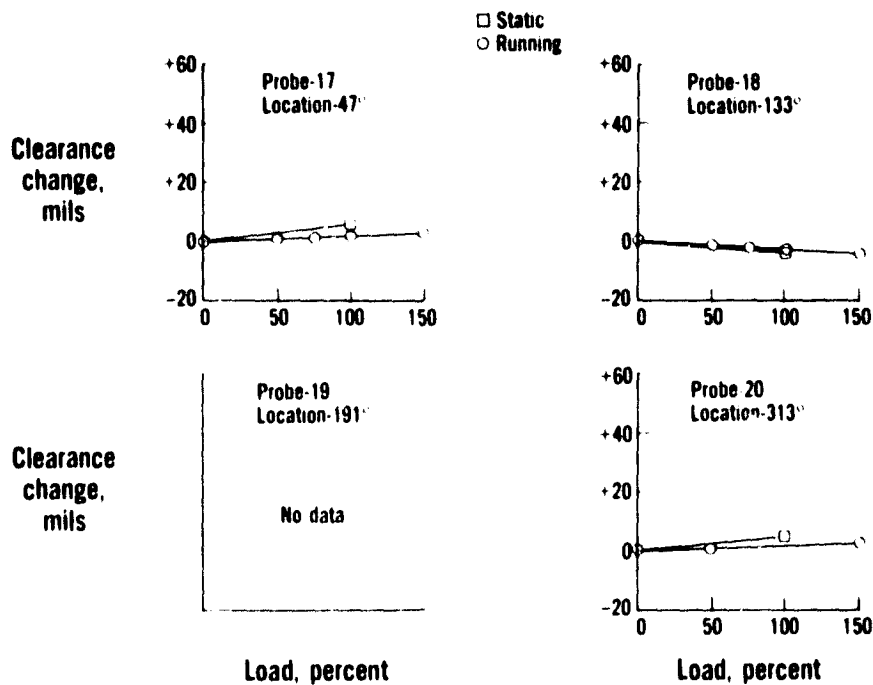 Static
Running
Probe-17
Location-47°
+60
+40
+20
0
-20
0 50 100 150
Clearance
change,
mils
Probe-18
Location-133°
+60
+40
+20
0
-20
0 50 100 150
Probe-19
Location-191°
No data
Clearance
change,
mils
Load, percent
Probe 20
Location-313°
+60
+40
+20
0
-20
0 50 100 150
Load, percent